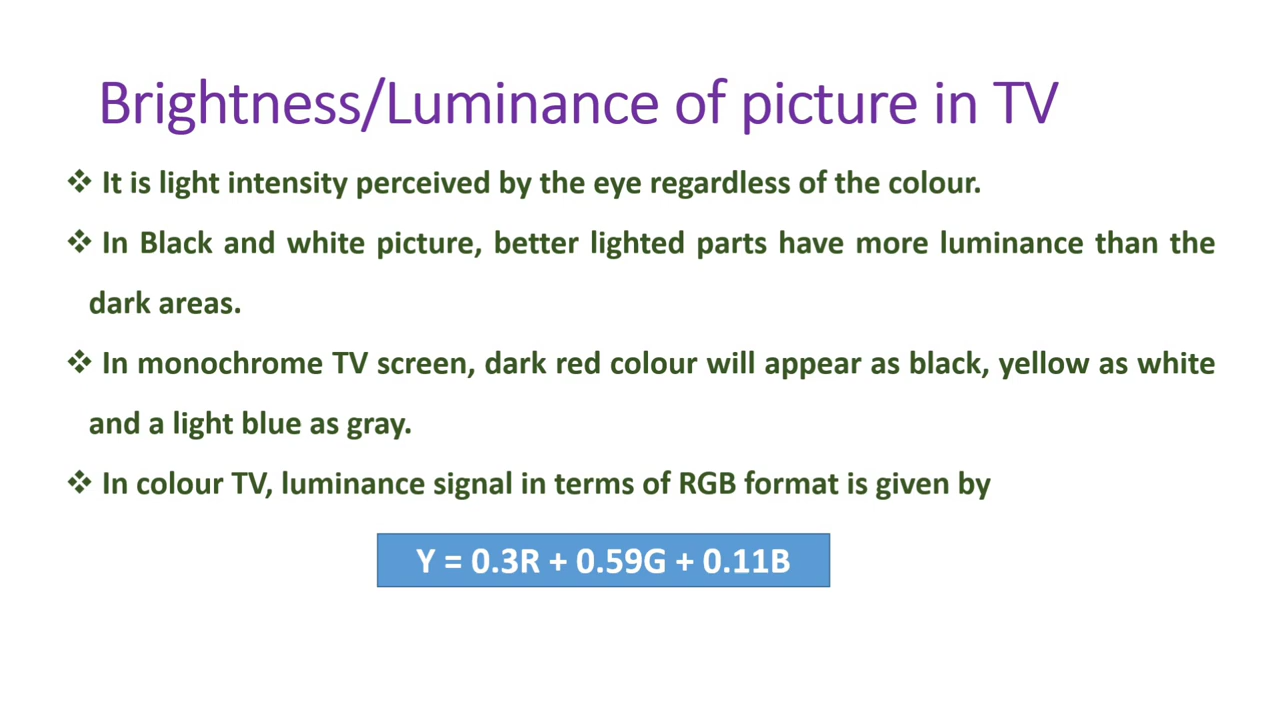 Brightness/Luminance of picture in TV
❖ It is light intensity perceived by the eye regardless of the colour.
❖ In Black and white picture, better lighted parts have more luminance than the
dark areas.
❖ In monochrome TV screen, dark red colour will appear as black, yellow as white
and a light blue as gray.
❖ In colour TV, luminance signal in terms of RGB format is given by
Y = 0.3R + 0.59G + 0.11B